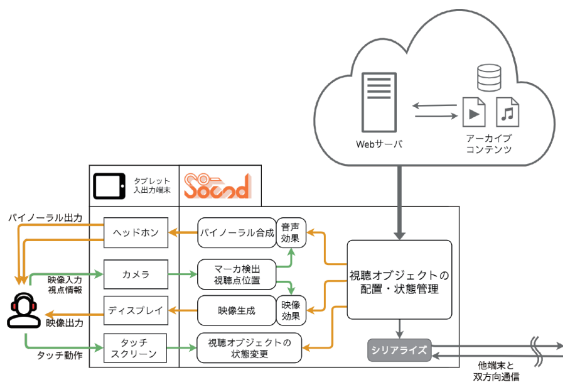 Webサーバ
アーカイブ
コンテンツ
タブレット
入出力端末
Sound
バイノーラル出力
ヘッドホン
バイノーラル合成
音声
効果
映像入力
視点情報
カメラ
マーカ検出
視聴点位置
視聴オブジェクトの
配置・状態管理
映像出力
ディスプレイ
映像生成
映像
効果
タッチ動作
タッチ
スクリーン
視聴オブジェクトの
状態変更
シリアライズ
他端末と
双方向通信